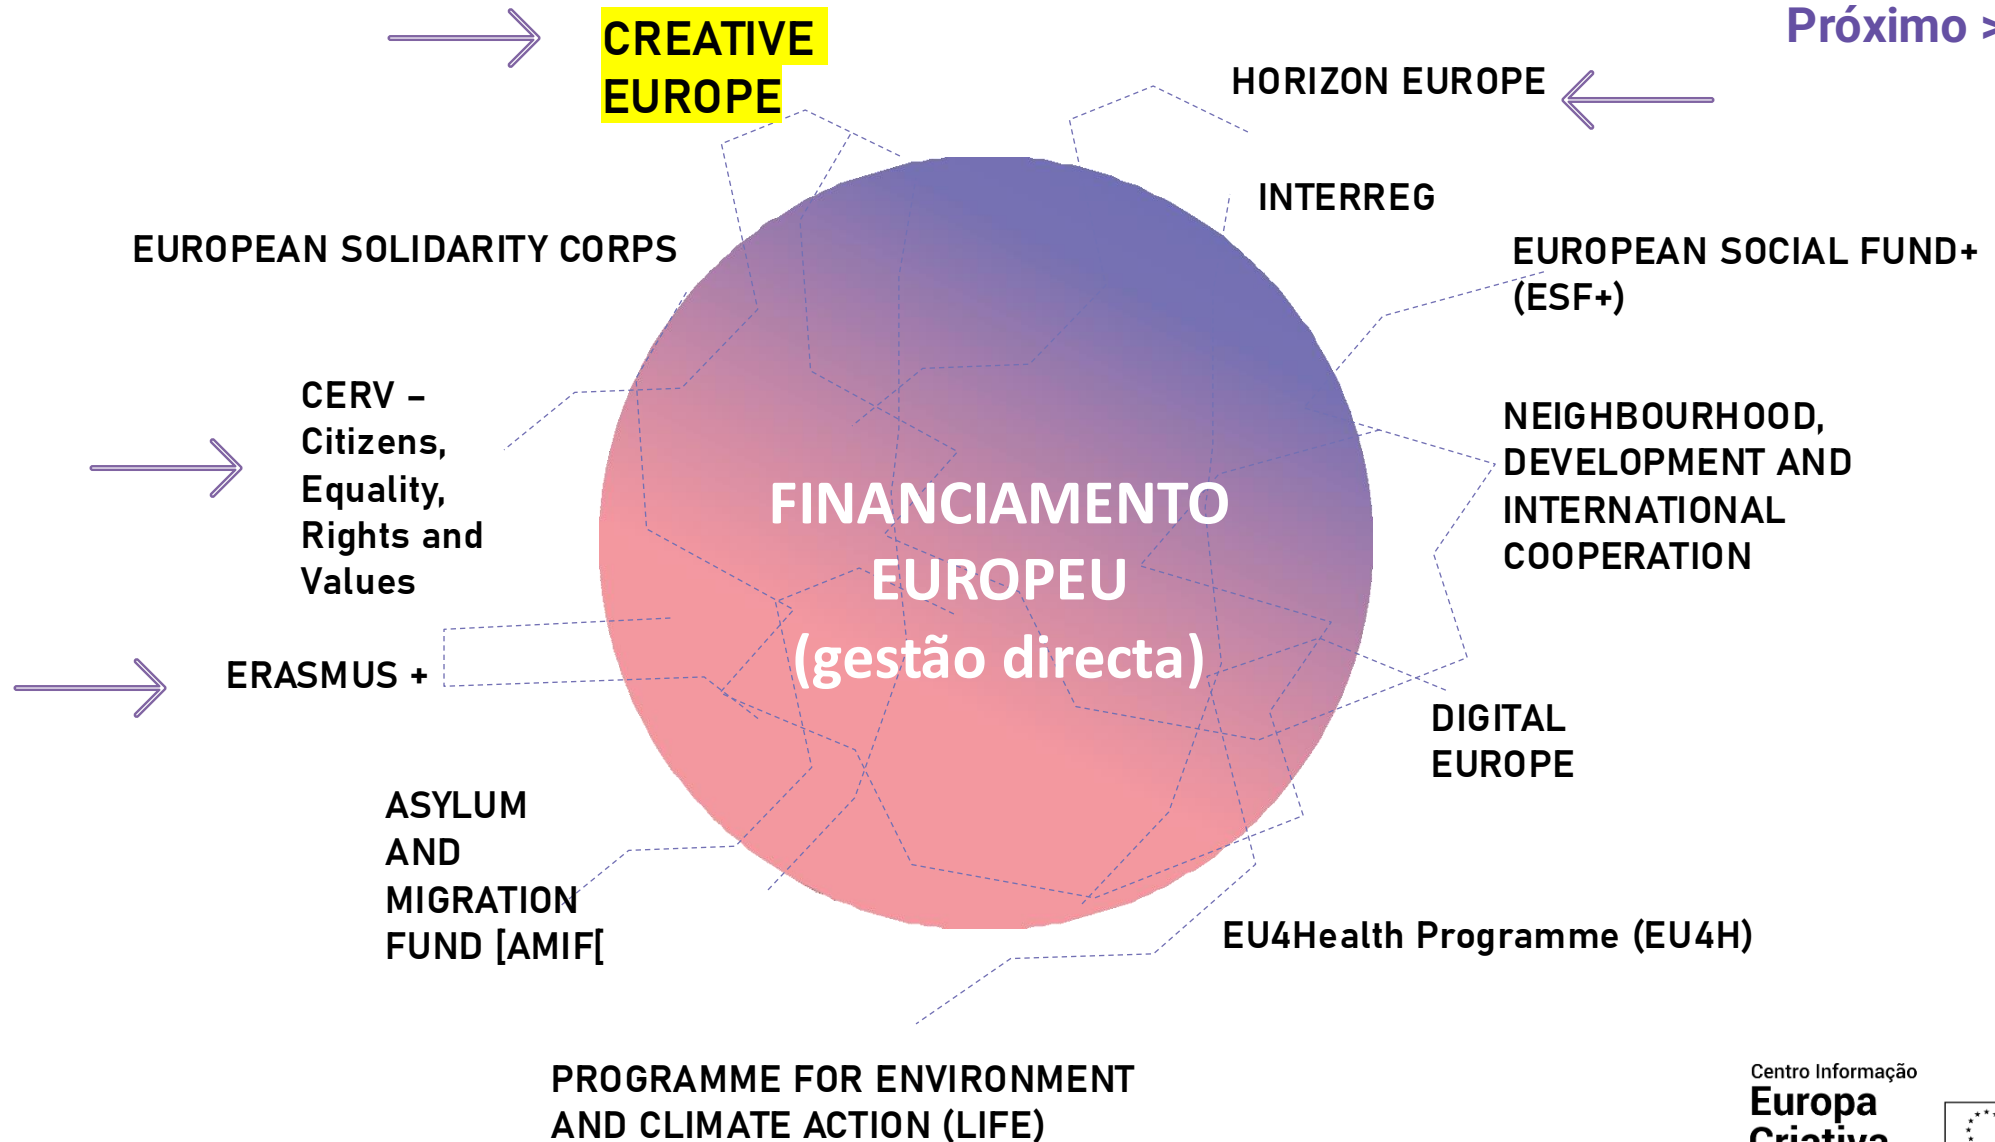 CREATIVE
EUROPE
Próximo >
HORIZON EUROPE
INTERREG
EUROPEAN SOLIDARITY CORPS
EUROPEAN SOCIAL FUND+
(ESF+)
CERV –
Citizens,
Equality,
Rights and
Values
NEIGHBOURHOOD,
DEVELOPMENT AND
INTERNATIONAL
COOPERATION
FINANCIAMENTO
EUROPEU
(gestão directa)
ERASMUS +
DIGITAL
EUROPE
ASYLUM
AND
MIGRATION
FUND [AMIF[
EU4Health Programme (EU4H)
PROGRAMME FOR ENVIRONMENT
AND CLIMATE ACTION (LIFE)
Centro Informação
Europa
Criativa